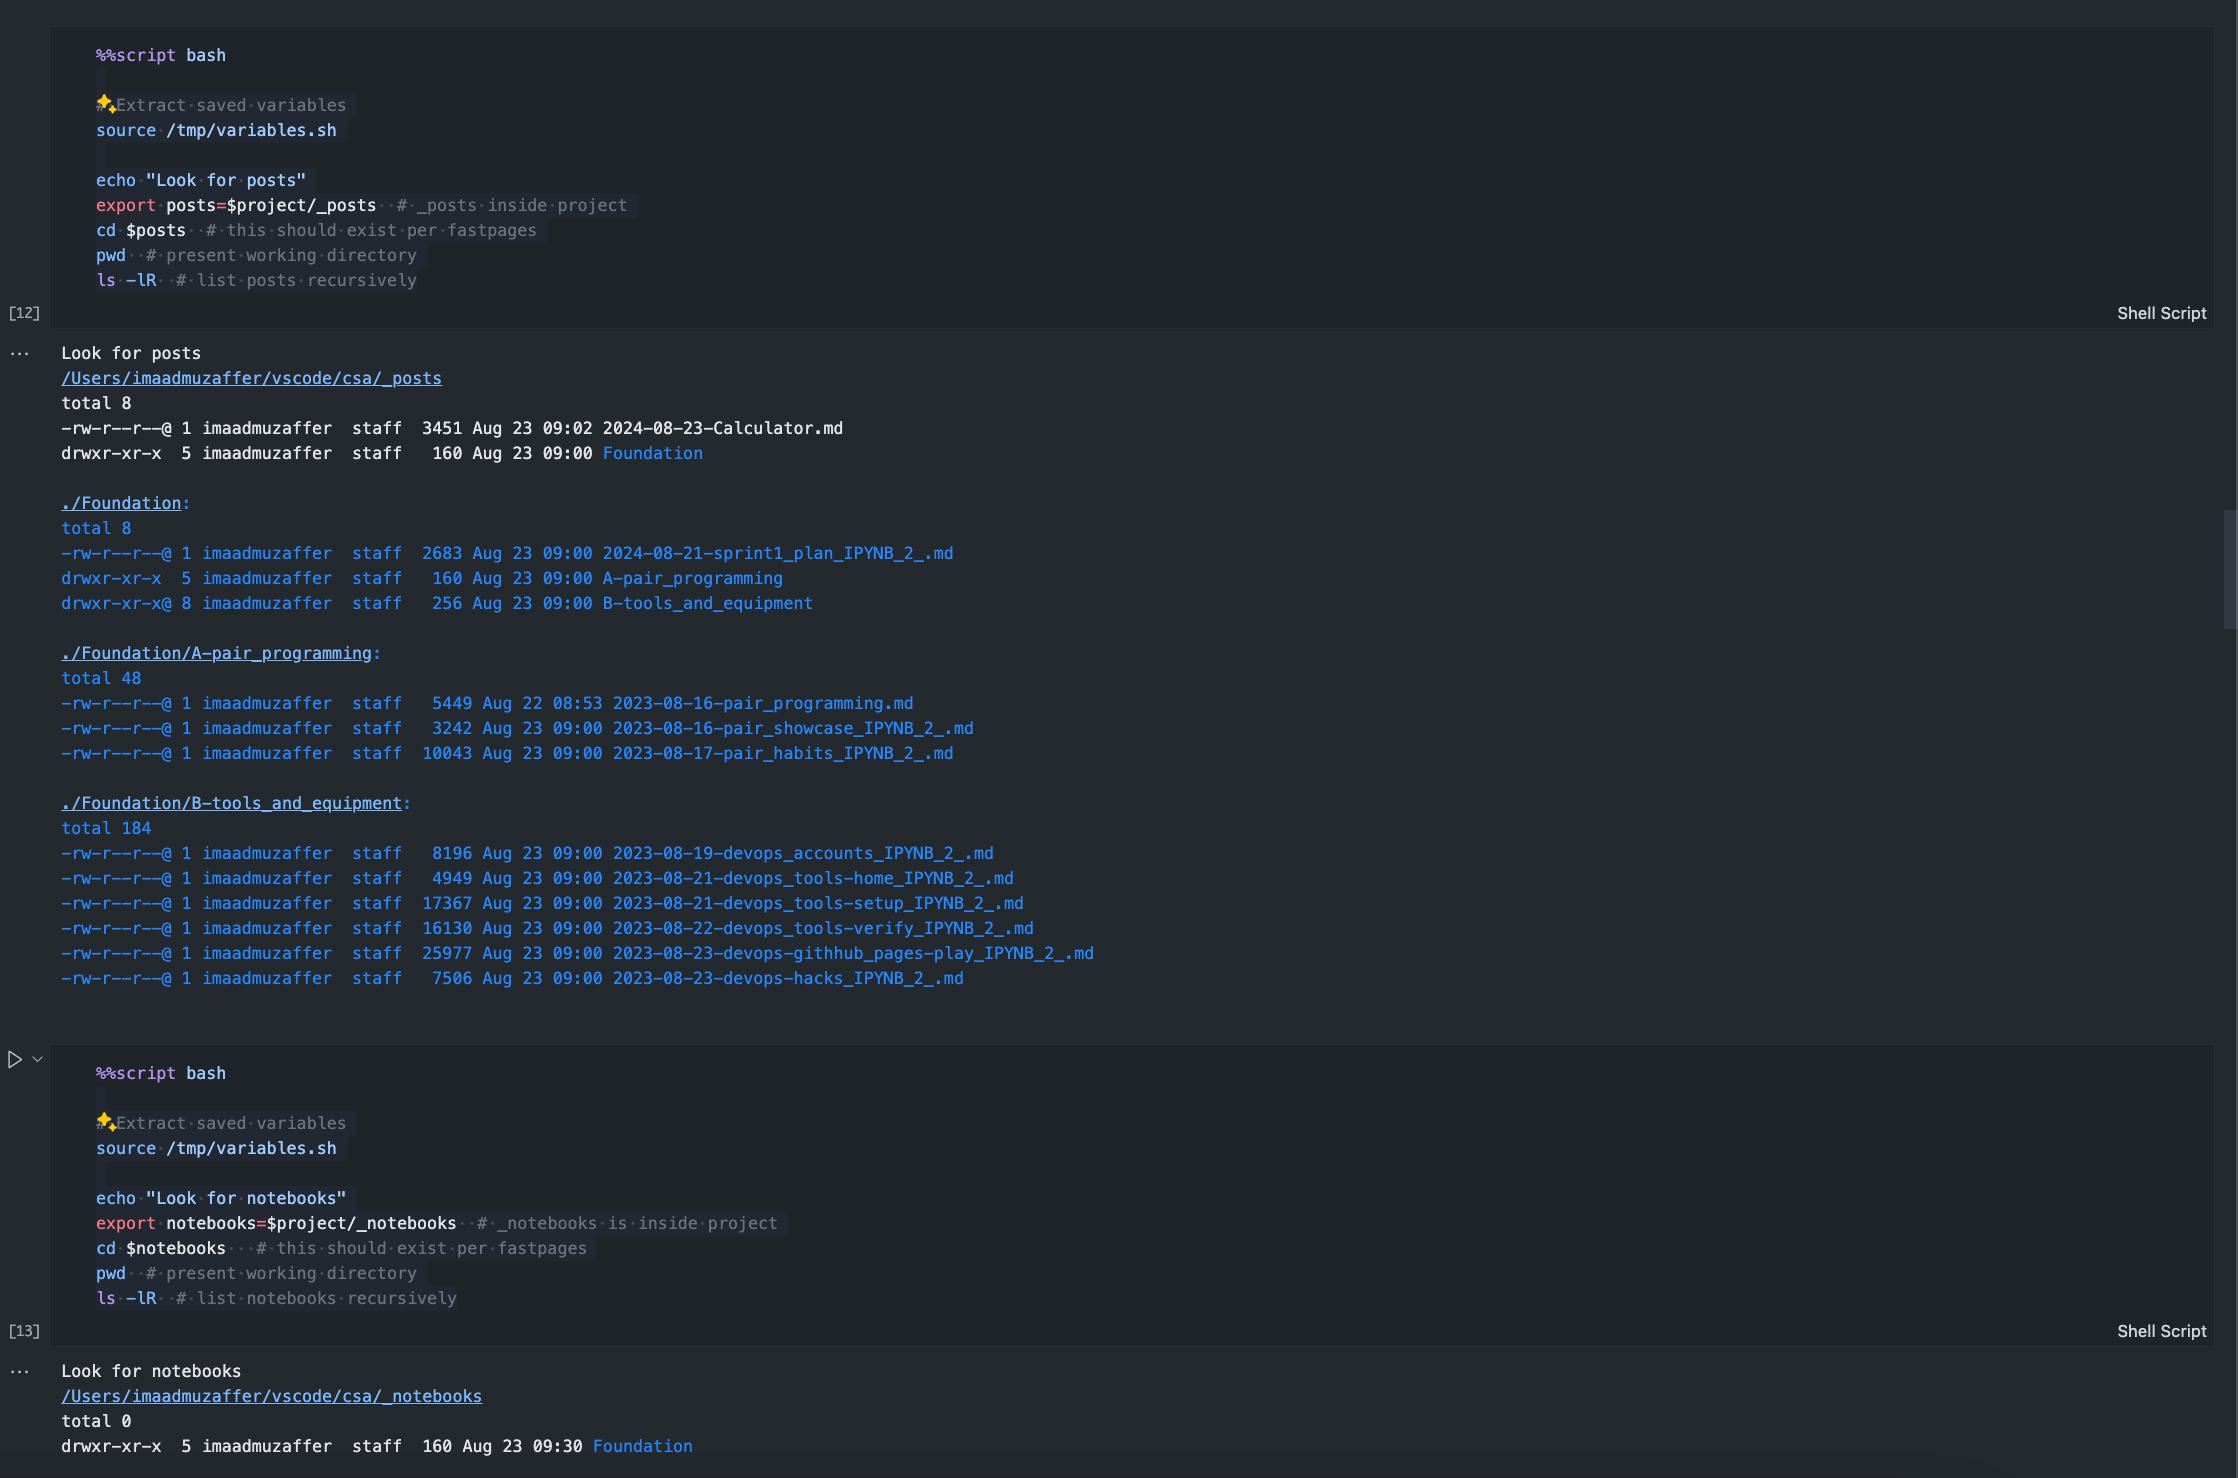 %%script bash
# Extract saved variables
source /tmp/variables.sh
echo "Look for posts"
export posts=$project/_posts  # _posts inside project
cd $posts  # this should exist per fastpages
pwd  # present working directory
ls -lR  # list posts recursively
[12]
Shell Script
Look for posts
/Users/imaadmuzaffer/vscode/csa/_posts
total 8
-rw-r--r--@ 1 imaadmuzaffer  staff  3451 Aug 23 09:02 2024-08-23-Calculator.md
drwxr-xr-x  5 imaadmuzaffer  staff   160 Aug 23 09:00 Foundation
./Foundation:
total 8
-rw-r--r--@ 1 imaadmuzaffer  staff  2683 Aug 23 09:00 2024-08-21-sprint1_plan_IPYNB_2_.md
drwxr-xr-x  5 imaadmuzaffer  staff   160 Aug 23 09:00 A-pair_programming
drwxr-xr-x@ 8 imaadmuzaffer  staff   256 Aug 23 09:00 B-tools_and_equipment
./Foundation/A-pair_programming:
total 48
-rw-r--r--@ 1 imaadmuzaffer  staff   5449 Aug 22 08:53 2023-08-16-pair_programming.md
-rw-r--r--@ 1 imaadmuzaffer  staff   3242 Aug 23 09:00 2023-08-16-pair_showcase_IPYNB_2_.md
-rw-r--r--@ 1 imaadmuzaffer  staff  10043 Aug 23 09:00 2023-08-17-pair_habits_IPYNB_2_.md
./Foundation/B-tools_and_equipment:
total 184
-rw-r--r--@ 1 imaadmuzaffer  staff   8196 Aug 23 09:00 2023-08-19-devops_accounts_IPYNB_2_.md
-rw-r--r--@ 1 imaadmuzaffer  staff   4949 Aug 23 09:00 2023-08-21-devops_tools-home_IPYNB_2_.md
-rw-r--r--@ 1 imaadmuzaffer  staff  17367 Aug 23 09:00 2023-08-21-devops_tools-setup_IPYNB_2_.md
-rw-r--r--@ 1 imaadmuzaffer  staff  16130 Aug 23 09:00 2023-08-22-devops_tools-verify_IPYNB_2_.md
-rw-r--r--@ 1 imaadmuzaffer  staff  25977 Aug 23 09:00 2023-08-23-devops-githhub_pages-play_IPYNB_2_.md
-rw-r--r--@ 1 imaadmuzaffer  staff   7506 Aug 23 09:00 2023-08-23-devops-hacks_IPYNB_2_.md
%%script bash
# Extract saved variables
source /tmp/variables.sh
echo "Look for notebooks"
export notebooks=$project/_notebooks  # _notebooks is inside project
cd $notebooks   # this should exist per fastpages
pwd  # present working directory
ls -lR  # list notebooks recursively
[13]
Shell Script
Look for notebooks
/Users/imaadmuzaffer/vscode/csa/_notebooks
total 0
drwxr-xr-x  5 imaadmuzaffer  staff  160 Aug 23 09:30 Foundation